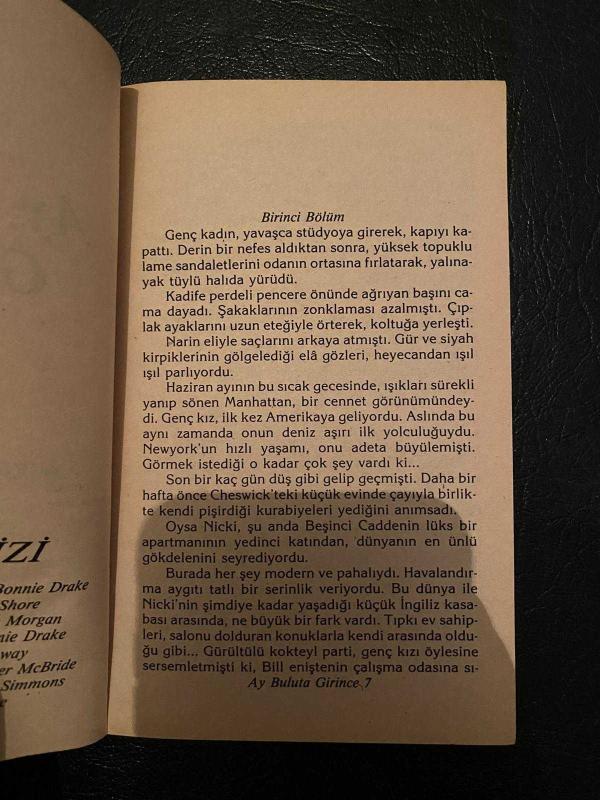 İZİ
Bonnie Drake
Shore
Morgan
nie Drake
way
er McBride
Simmons
e
Birinci Bölüm
Genç kadın, yavaşca stüdyoya girerek, kapıyı ka-
pattı. Derin bir nefes aldıktan sonra, yüksek topuklu
lame sandaletlerini odanın ortasına fırlatarak, yalına-
yak tüylü halıda yürüdü.
Kadife perdeli pencere önünde ağrıyan başını ca-
ma dayadı. Şakaklarının zonklaması azalmıştı. Çıp-
lak ayaklarını uzun eteğiyle örterek, koltuğa yerleşti.
Narin eliyle saçlarını arkaya atmıştı. Gür ve siyah
kirpiklerinin gölgelediği elâ gözleri, heyecandan ışıl
ışıl parlıyordu.
Haziran ayının bu sıcak gecesinde, ışıkları sürekli
yanıp sönen Manhattan, bir cennet görünümündey-
di. Genç kız, ilk kez Amerikaya geliyordu. Aslında bu
aynı zamanda onun deniz aşırı ilk yolculuğuydu.
Newyork'un hızlı yaşamı, onu adeta büyülemişti.
Görmek istediği o kadar çok şey vardı ki...
Son bir kaç gün düş gibi gelip geçmişti. Daha bir
hafta önce Cheswick'teki küçük evinde çayıyla birlik-
te kendi pişirdiği kurabiyeleri yediğini anımsadı.
Oysa Nicki, şu anda Beşinci Caddenin lüks bir
apartmanının yedinci katından, dünyanın en ünlü
gökdelenini seyrediyordu.
Burada her şey modern ve pahalıydı. Havalandır-
ma aygıtı tatlı bir serinlik veriyordu. Bu dünya ile
Nicki'nin şimdiye kadar yaşadığı küçük İngiliz kasa-
bası arasında, ne büyük bir fark vardı. Tıpkı ev sahip-
leri, salonu dolduran konuklarla kendi arasında oldu-
ğu gibi... Gürültülü kokteyl parti, genç kızı öylesine
sersemletmişti ki, Bill eniştenin çalışma odasına sı-
Ay Buluta Girince 7